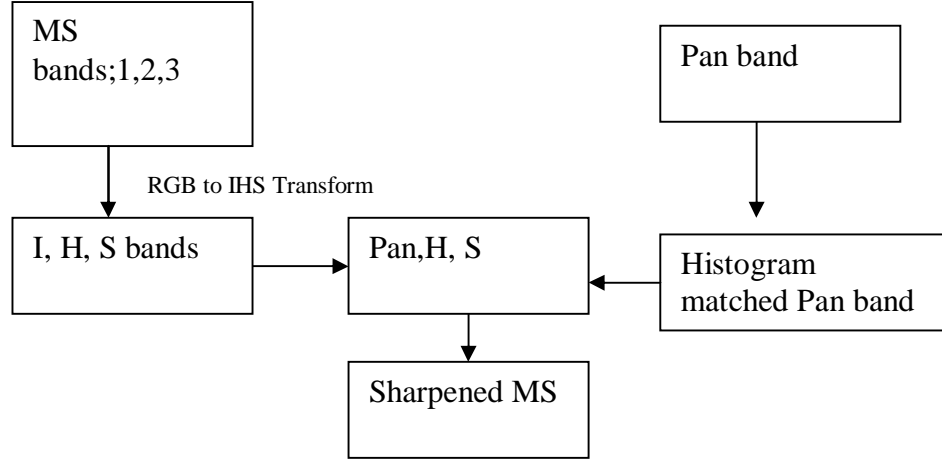 MS
bands;1,2,3
Pan band
RGB to IHS Transform
I, H, S bands
Pan,H, S
Histogram
matched Pan band
Sharpened MS